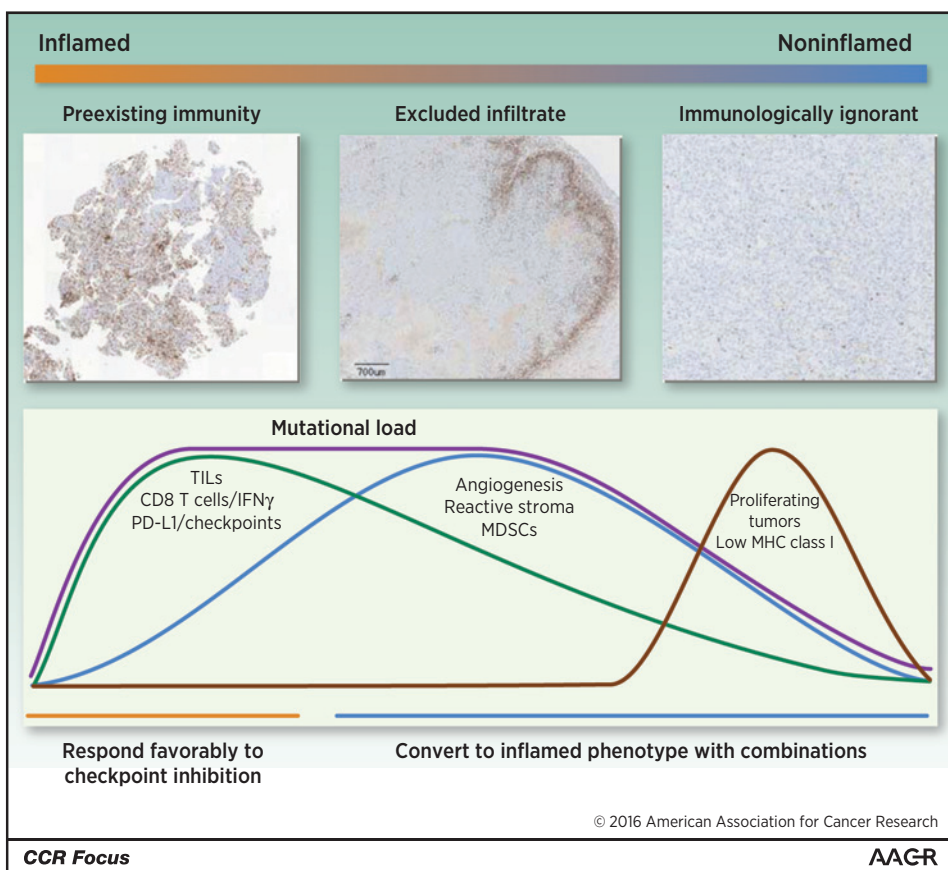 Inflamed
Noninflamed
Preexisting immunity
Excluded infiltrate
Immunologically ignorant
700um
Mutational load
TILs
CD8 T cells/IFNγ
PD-L1/checkpoints
Angiogenesis
Reactive stroma
MDSCs
Proliferating
tumors
Low MHC class I
Respond favorably to
checkpoint inhibition
Convert to inflamed phenotype with combinations
© 2016 American Association for Cancer Research
CCR Focus
AACR